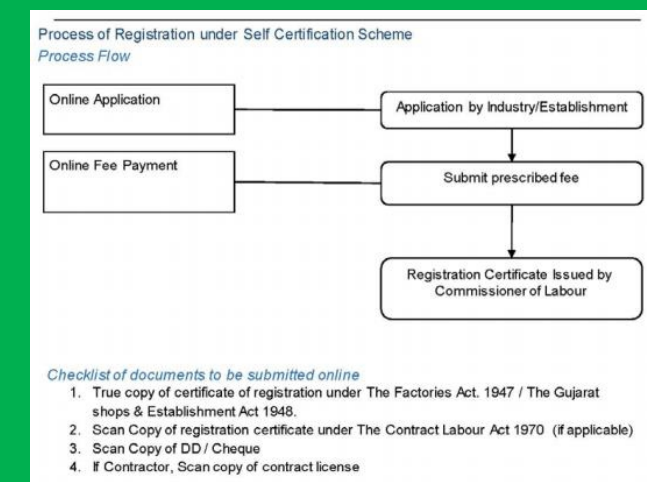 Process of Registration under Self Certification Scheme
Process Flow
Online Application
Application by Industry/Establishment
Online Fee Payment
Submit prescribed fee
Registration Certificate Issued by
Commissioner of Labour
Checklist of documents to be submitted online
1. True copy of certificate of registration under The Factories Act. 1947 / The Gujarat
shops & Establishment Act 1948.
2. Scan Copy of registration certificate under The Contract Labour Act 1970 (if applicable)
3. Scan Copy of DD / Cheque
4. If Contractor, Scan copy of contract license